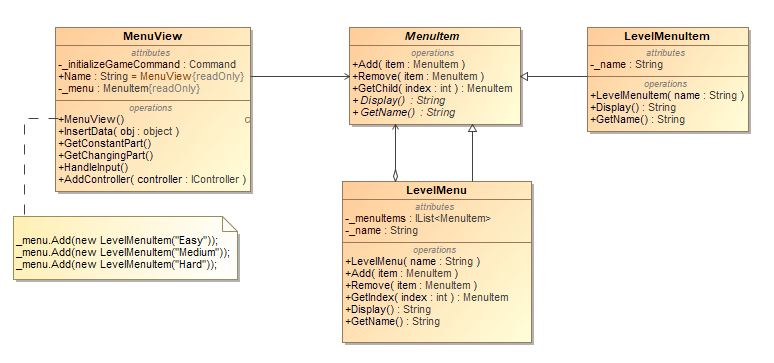 MenuView
attributes
-_initializeGameCommand : Command
+Name : String = MenuView{readOnly}
-_menu : MenuItem{readOnly}
operations
+MenuView()
+InsertData( obj : object )
+GetConstantPart()
+GetChangingPart()
+HandleInput()
+AddController( controller : IController )
_menu.Add(new LevelMenuItem("Easy"));
_menu.Add(new LevelMenuItem("Medium"));
_menu.Add(new LevelMenuItem("Hard"));
MenuItem
operations
+Add( item : MenuItem )
+Remove( item : MenuItem )
+GetChild( index : int ) : MenuItem
+Display() : String
+GetName() : String
LevelMenuItem
attributes
-_name : String
operations
+LevelMenuItem( name : String )
+Display() : String
+GetName() : String
LevelMenu
attributes
-_menuItems : IList<MenuItem>
-_name : String
operations
+LevelMenu( name : String )
+Add( item : MenuItem )
+Remove( item : MenuItem )
+GetIndex( index : int ) : MenuItem
+Display() : String
+GetName() : String